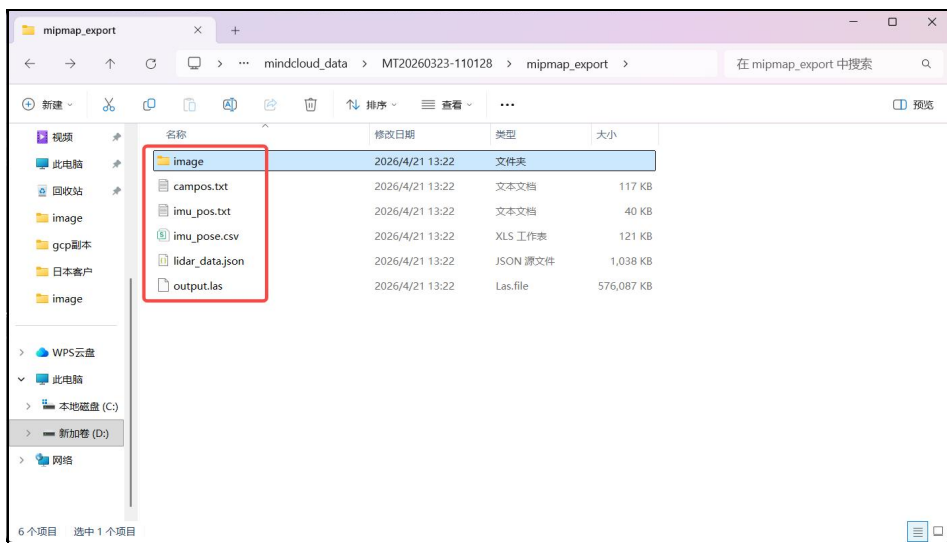 mipmap_export
mindcloud_data > MT20260323-110128 > mipmap_export >
在 mipmap_export 中搜索
新建 排序 查看 预览
名称 修改日期 类型 大小
image 2026/4/21 13:22 文件夹
campos.txt 2026/4/21 13:22 文本文档 117 KB
imu_pos.txt 2026/4/21 13:22 文本文档 40 KB
imu_pose.csv 2026/4/21 13:22 XLS 工作表 121 KB
lidar_data.json 2026/4/21 13:22 JSON 源文件 1,038 KB
output.las 2026/4/21 13:22 Las.file 576,087 KB
视频
此电脑
回收站
image
gcp副本
日本客户
image
WPS云盘
此电脑
本地磁盘 (C:)
新加卷 (D:)
网络
6 个项目 选中 1 个项目